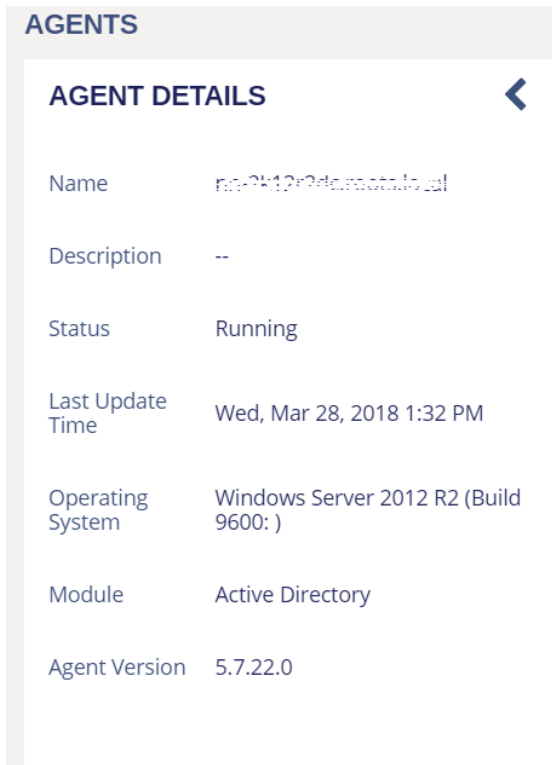 AGENTS
AGENT DETAILS
Name
Description
--
Status
Running
Last Update
Time
Wed, Mar 28, 2018 1:32 PM
Operating
System
Windows Server 2012 R2 (Build
9600: )
Module
Active Directory
Agent Version
5.7.22.0